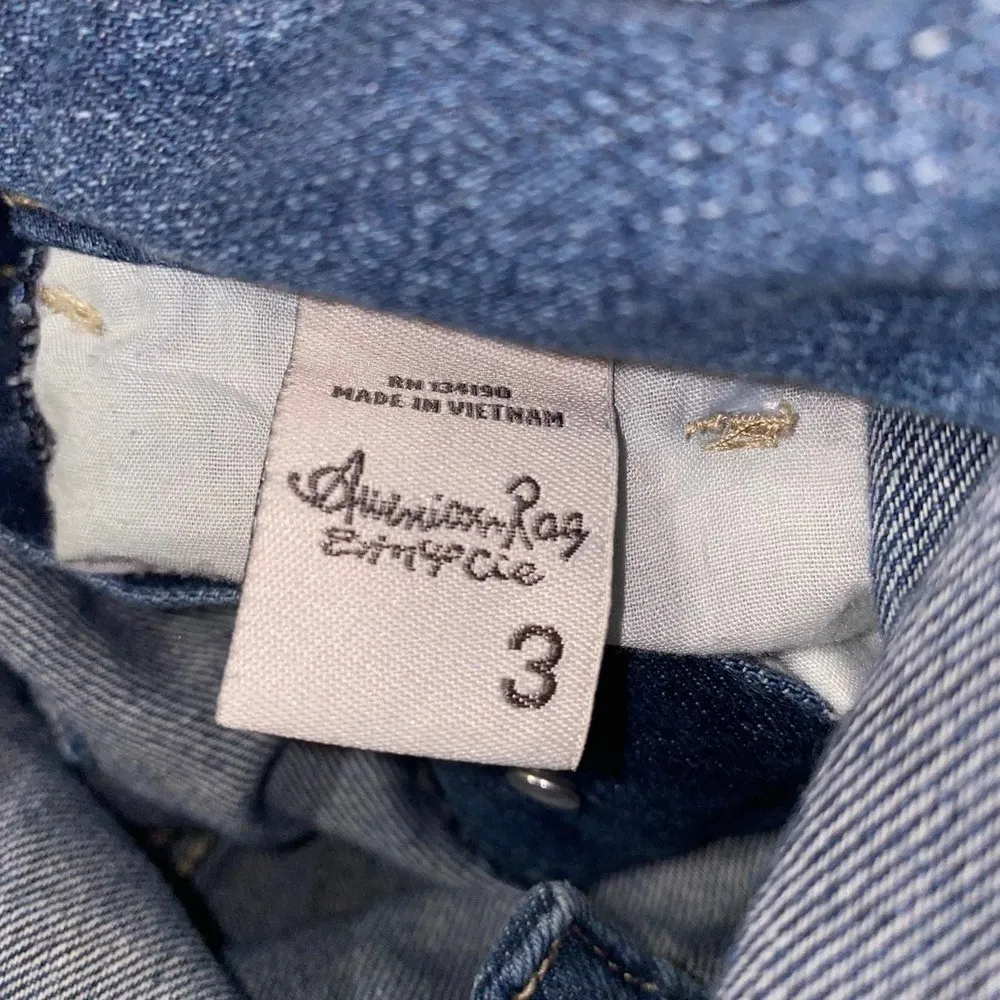 RN 134190
MADE IN VIETNAM
American Rag
Cie
3